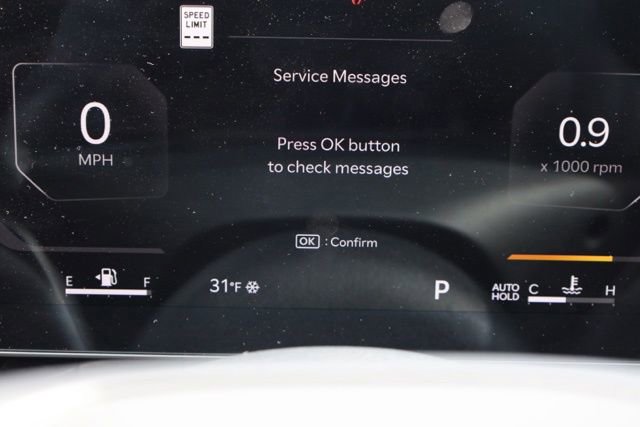 SPEED
LIMIT
---
Service Messages
0
MPH
Press OK button
to check messages
0.9
x 1000 rpm
OK : Confirm
E F
31°F
P
AUTO
HOLD
C H